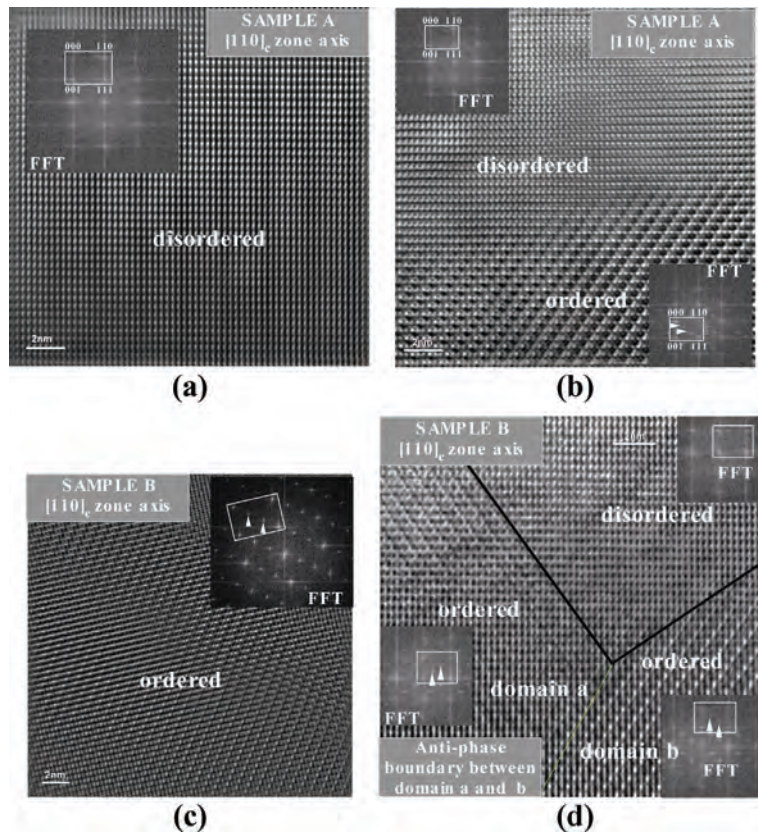 SAMPLE A
[110]c zone axis
000 110
001 111
FFT
disordered
2nm
(a)
SAMPLE A
[110]c zone axis
000 110
001 111
FFT
disordered
FFT
ordered
000 110
001 111
2nm
(b)
SAMPLE B
[110]c zone axis
FFT
ordered
2nm
(c)
SAMPLE B
[110]c zone axis
FFT
disordered
ordered
ordered
FFT
domain a
domain b
FFT
Anti-phase
boundary between
domain a and b
(d)